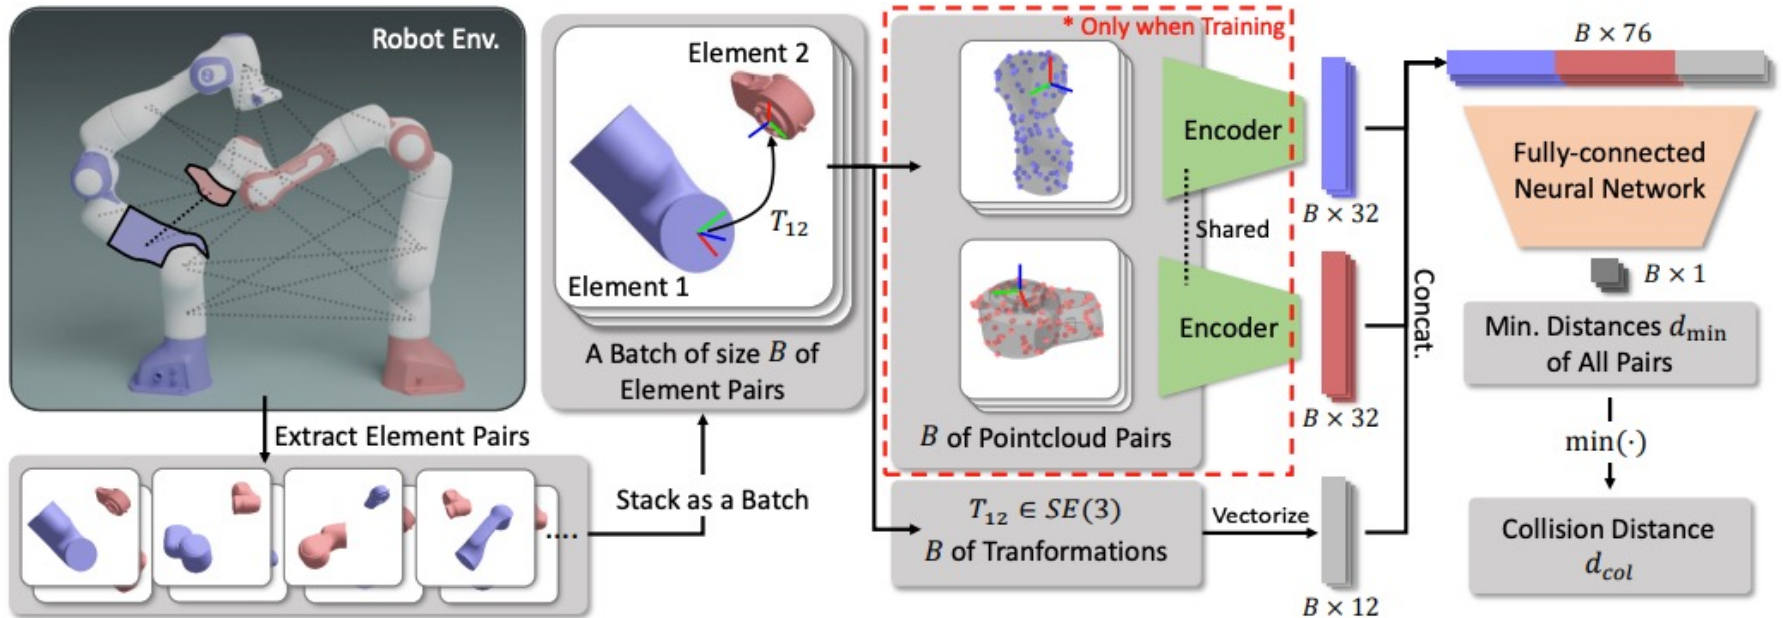 Robot Env.
Extract Element Pairs
....
Stack as a Batch
Element 2
T₁₂
Element 1
A Batch of size B of
Element Pairs
* Only when Training
Encoder
Shared
Encoder
B of Pointcloud Pairs
T₁₂ ∈ SE(3)
B of Tranformations
Vectorize
B × 32
B × 32
B × 12
Concat.
B × 76
Fully-connected
Neural Network
B × 1
Min. Distances d_min
of All Pairs
min(·)
Collision Distance
d_col